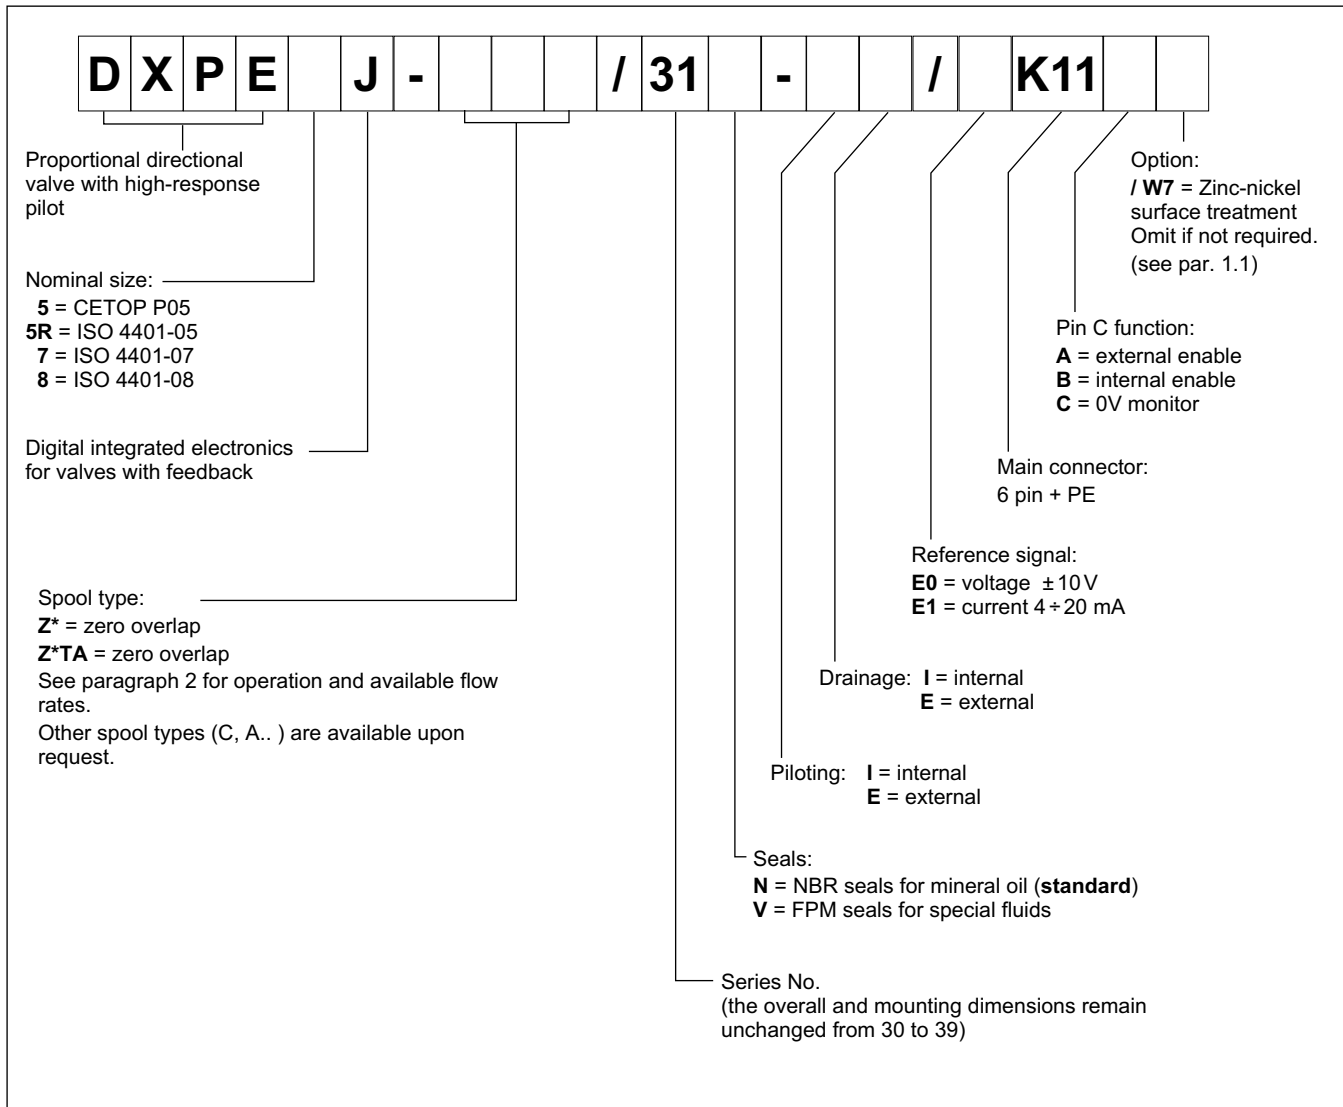 D X P E J - / 31 - / K11
Proportional directional
valve with high-response
pilot
Nominal size:
5 = CETOP P05
5R = ISO 4401-05
7 = ISO 4401-07
8 = ISO 4401-08
Digital integrated electronics
for valves with feedback
Spool type:
Z* = zero overlap
Z*TA = zero overlap
See paragraph 2 for operation and available flow
rates.
Other spool types (C, A.. ) are available upon
request.
Option:
/ W7 = Zinc-nickel
surface treatment
Omit if not required.
(see par. 1.1)
Pin C function:
A = external enable
B = internal enable
C = 0V monitor
Main connector:
6 pin + PE
Reference signal:
E0 = voltage ±10V
E1 = current 4÷20 mA
Drainage: I = internal
E = external
Piloting: I = internal
E = external
Seals:
N = NBR seals for mineral oil (standard)
V = FPM seals for special fluids
Series No.
(the overall and mounting dimensions remain
unchanged from 30 to 39)